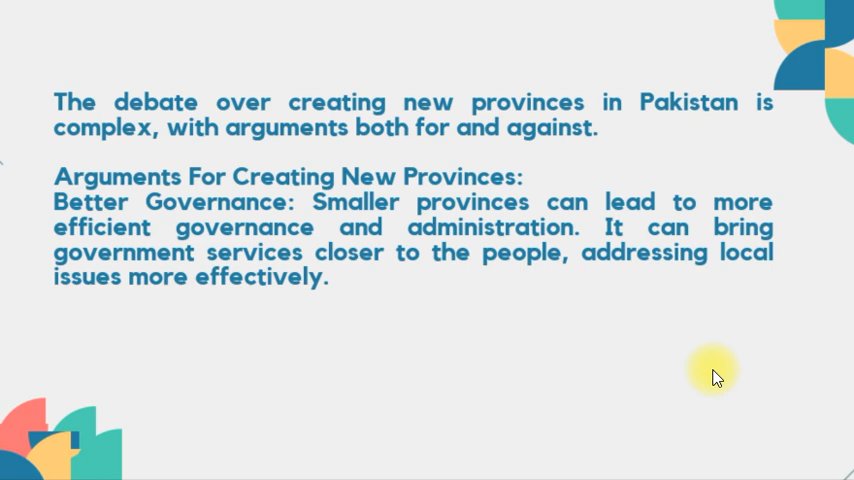 The debate over creating new provinces in Pakistan is
complex, with arguments both for and against.
Arguments For Creating New Provinces:
Better Governance: Smaller provinces can lead to more
efficient governance and administration. It can bring
government services closer to the people, addressing local
issues more effectively.